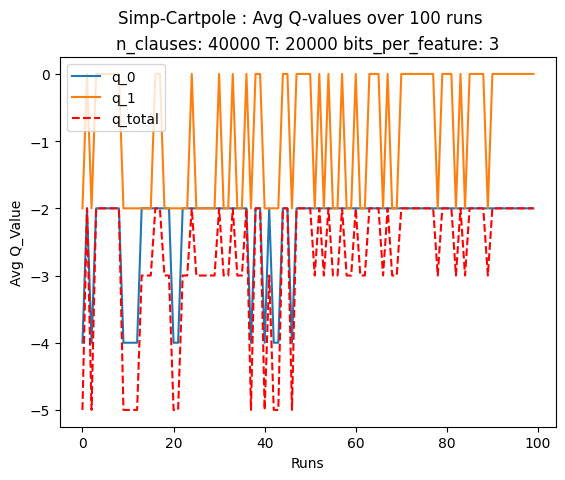 Simp-Cartpole : Avg Q-values over 100 runs
n_clauses: 40000 T: 20000 bits_per_feature: 3
q_0
q_1
q_total
Avg Q_Value
0
−1
−2
−3
−4
−5
0
20
40
60
80
100
Runs